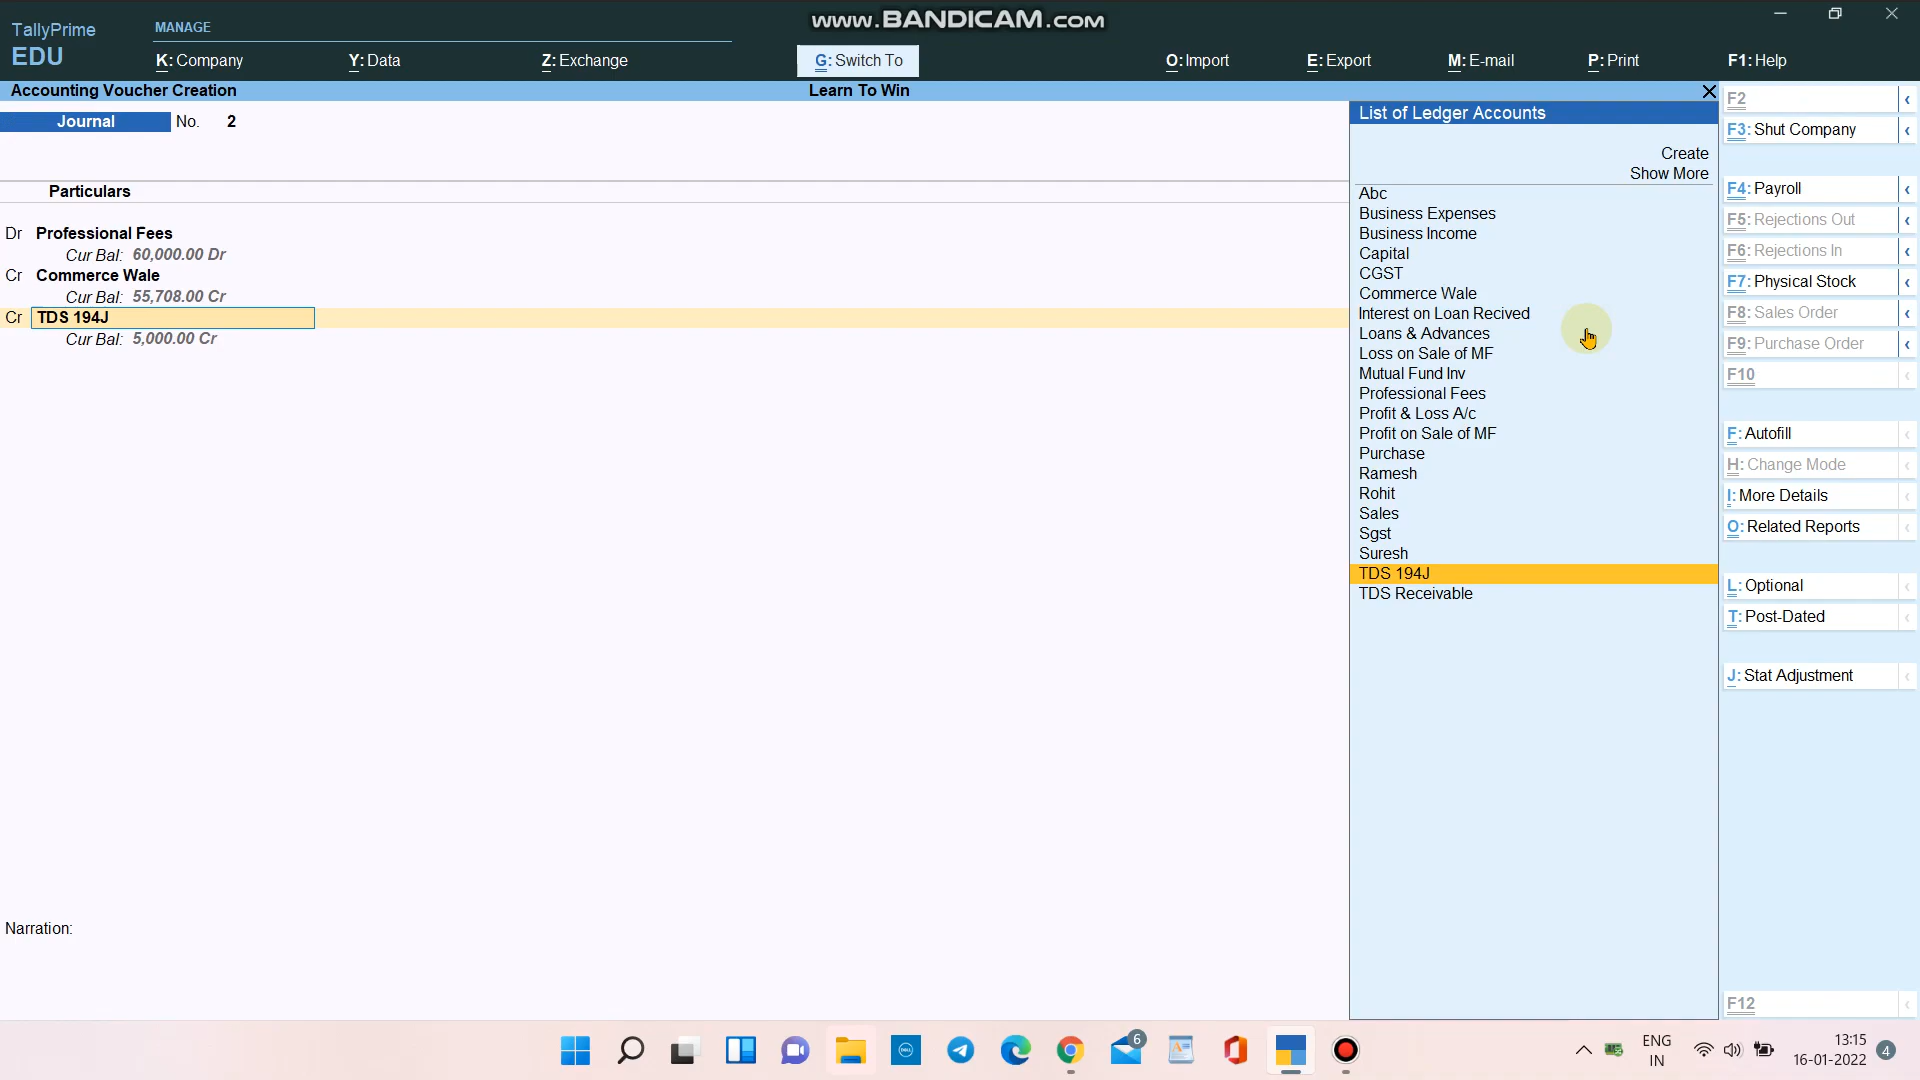 www.BANDICAM.com
TallyPrime
EDU
MANAGE
K: Company
Y: Data
Z: Exchange
G: Switch To
O: Import
E: Export
M: E-mail
P: Print
F1: Help
Accounting Voucher Creation
Learn To Win
Journal No. 2
Particulars
Dr Professional Fees
Cur Bal: 60,000.00 Dr
Cr Commerce Wale
Cur Bal: 55,708.00 Cr
Cr TDS 194J
Cur Bal: 5,000.00 Cr
Narration:
List of Ledger Accounts
Create
Show More
Abc
Business Expenses
Business Income
Capital
CGST
Commerce Wale
Interest on Loan Recived
Loans & Advances
Loss on Sale of MF
Mutual Fund Inv
Professional Fees
Profit & Loss A/c
Profit on Sale of MF
Purchase
Ramesh
Rohit
Sales
Sgst
Suresh
TDS 194J
TDS Receivable
F2
F3: Shut Company
F4: Payroll
F5: Rejections Out
F6: Rejections In
F7: Physical Stock
F8: Sales Order
F9: Purchase Order
F10
F: Autofill
H: Change Mode
I: More Details
O: Related Reports
L: Optional
T: Post-Dated
J: Stat Adjustment
F12
6
ENG
IN
13:15
16-01-2022
4